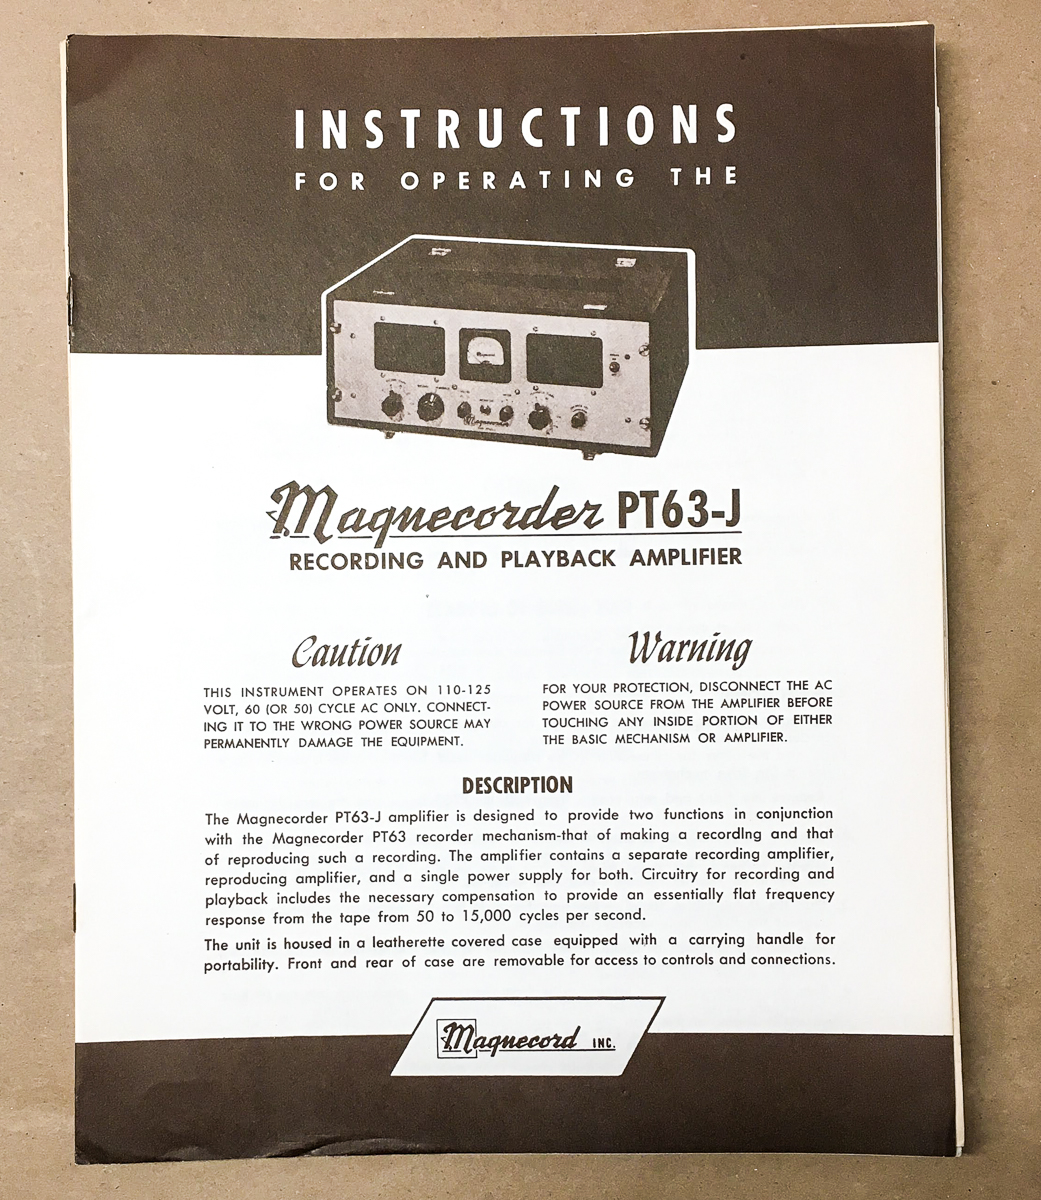 INSTRUCTIONS
FOR OPERATING THE
Magnecorder PT63-J
RECORDING AND PLAYBACK AMPLIFIER
Caution
THIS INSTRUMENT OPERATES ON 110-125
VOLT, 60 (OR 50) CYCLE AC ONLY. CONNECT-
ING IT TO THE WRONG POWER SOURCE MAY
PERMANENTLY DAMAGE THE EQUIPMENT.
Warning
FOR YOUR PROTECTION, DISCONNECT THE AC
POWER SOURCE FROM THE AMPLIFIER BEFORE
TOUCHING ANY INSIDE PORTION OF EITHER
THE BASIC MECHANISM OR AMPLIFIER.
DESCRIPTION
The Magnecorder PT63-J amplifier is designed to provide two functions in conjunction
with the Magnecorder PT63 recorder mechanism-that of making a recording and that
of reproducing such a recording. The amplifier contains a separate recording amplifier,
reproducing amplifier, and a single power supply for both. Circuitry for recording and
playback includes the necessary compensation to provide an essentially flat frequency
response from the tape from 50 to 15,000 cycles per second.
The unit is housed in a leatherette covered case equipped with a carrying handle for
portability. Front and rear of case are removable for access to controls and connections.
Magnecord INC.